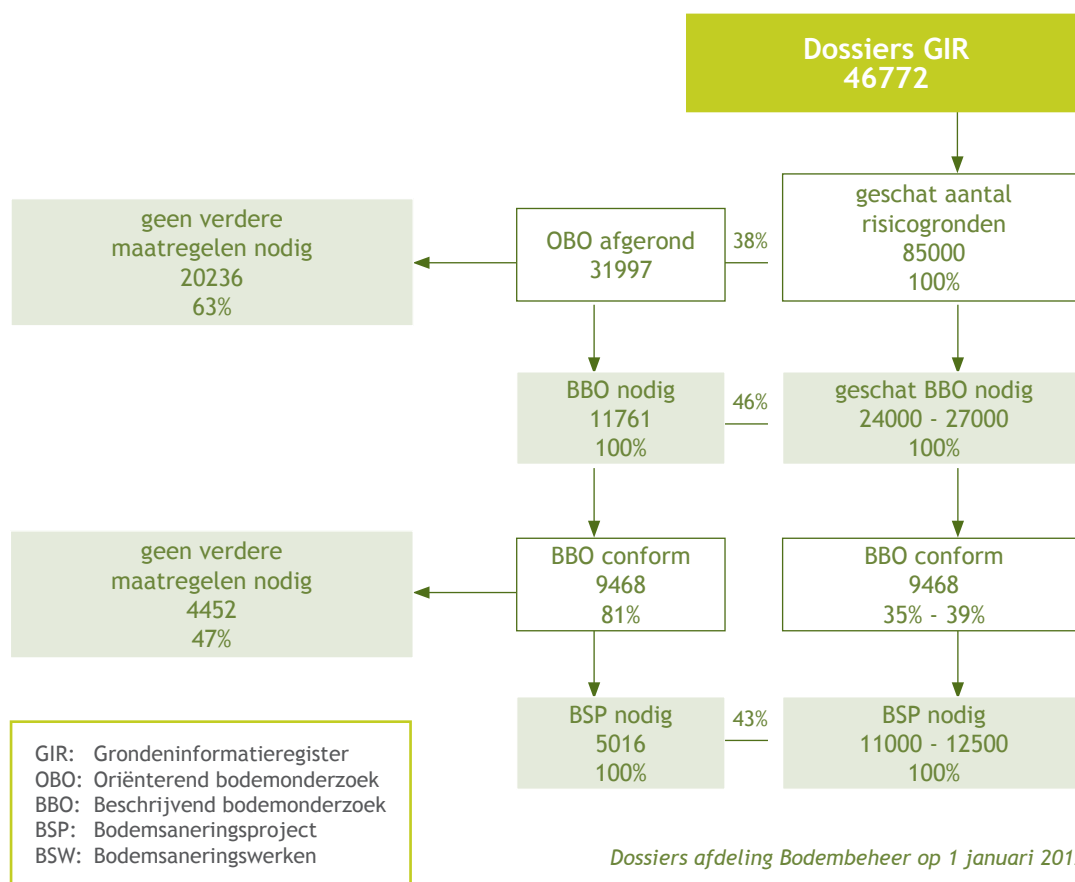 Dossiers GIR
46772
geschat aantal
risicogronden
85000
100%
38%
OBO afgerond
31997
geen verdere
maatregelen nodig
20236
63%
BBO nodig
11761
100%
46%
geschat BBO nodig
24000 - 27000
100%
geen verdere
maatregelen nodig
4452
47%
BBO conform
9468
81%
BBO conform
9468
35% - 39%
BSP nodig
5016
100%
43%
BSP nodig
11000 - 12500
100%
GIR: Grondeninformatieregister
OBO: Oriënterend bodemonderzoek
BBO: Beschrijvend bodemonderzoek
BSP: Bodemsaneringsproject
BSW: Bodemsaneringswerken
Dossiers afdeling Bodembeheer op 1 januari